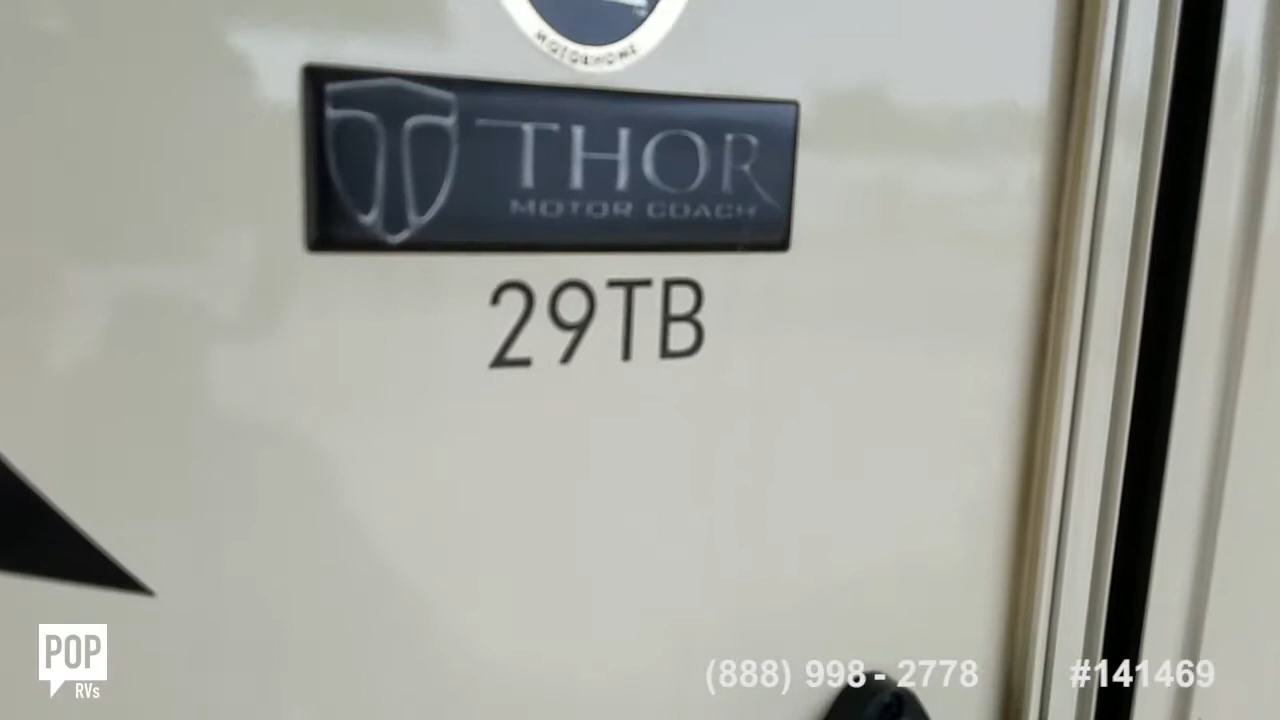 MOTORHOME
THOR
MOTOR COACH
29TB
POP
RVs
(888) 998 - 2778 #141469